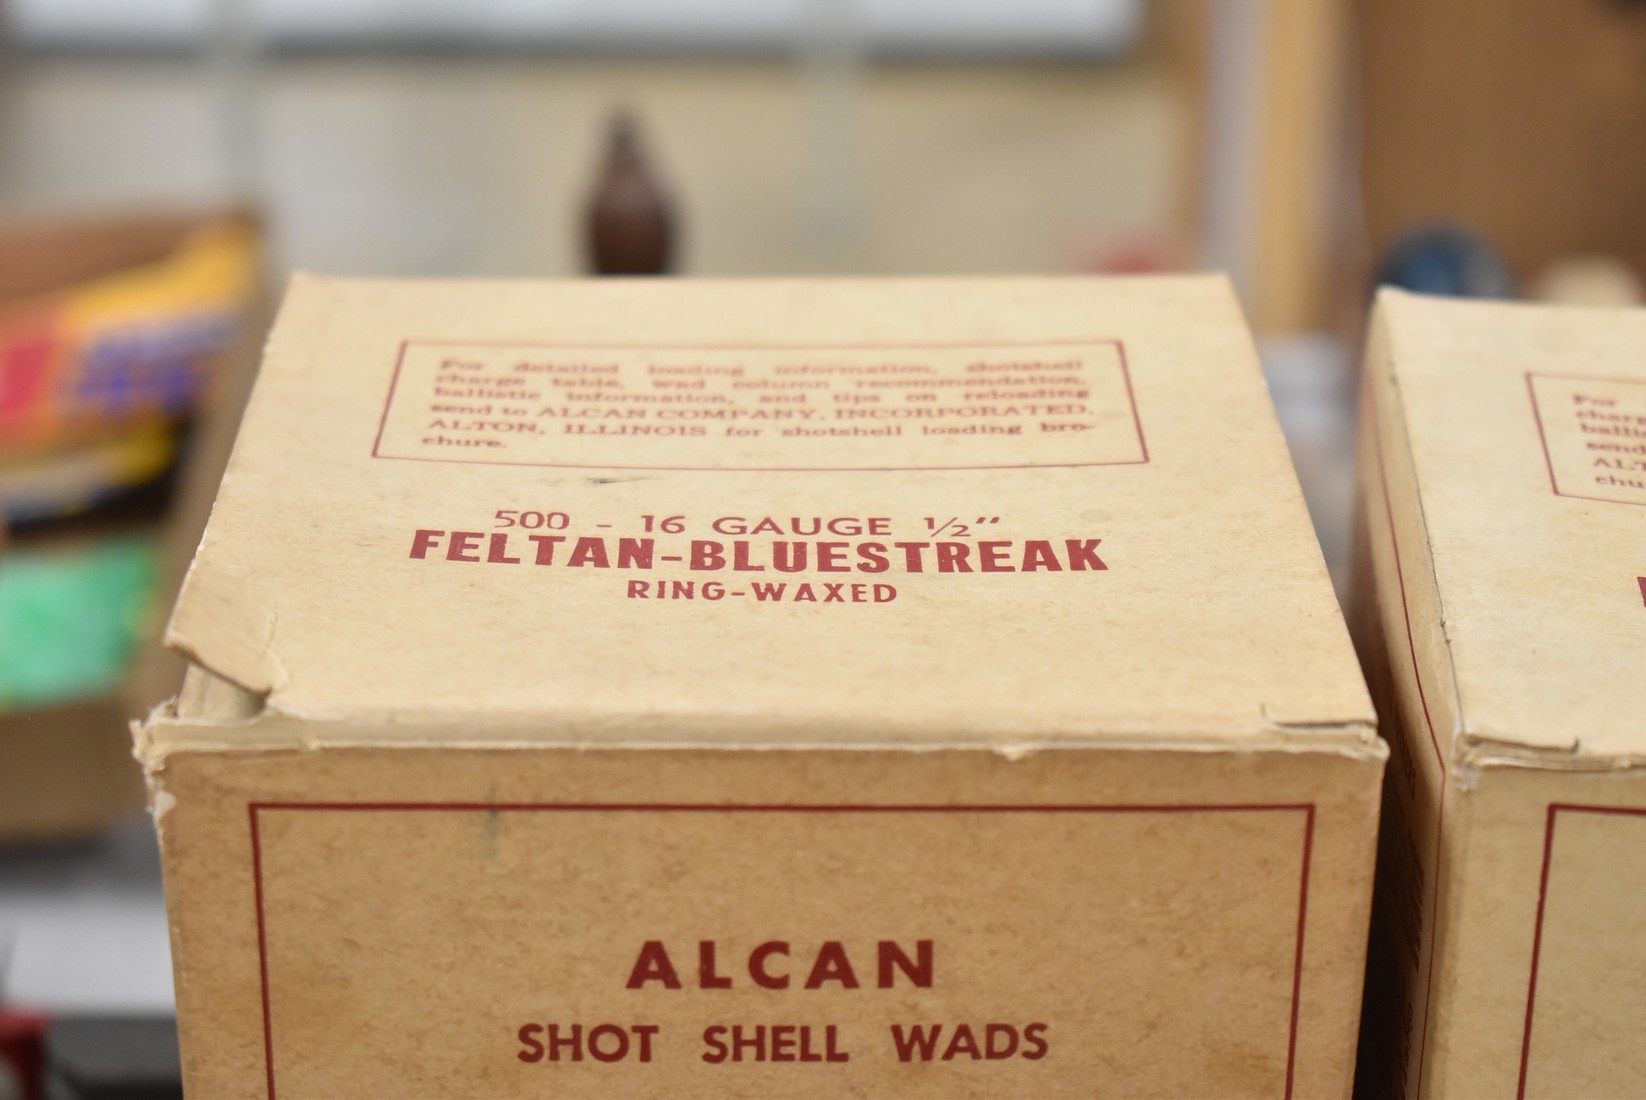 For detailed loading information, shotshell
charge table, wad column recommendation,
ballistic information, and tips on reloading
send to ALCAN COMPANY, INCORPORATED,
ALTON, ILLINOIS for shotshell loading bro-
chure.
500 - 16 GAUGE ½"
FELTAN-BLUESTREAK
RING-WAXED
ALCAN
SHOT SHELL WADS
For